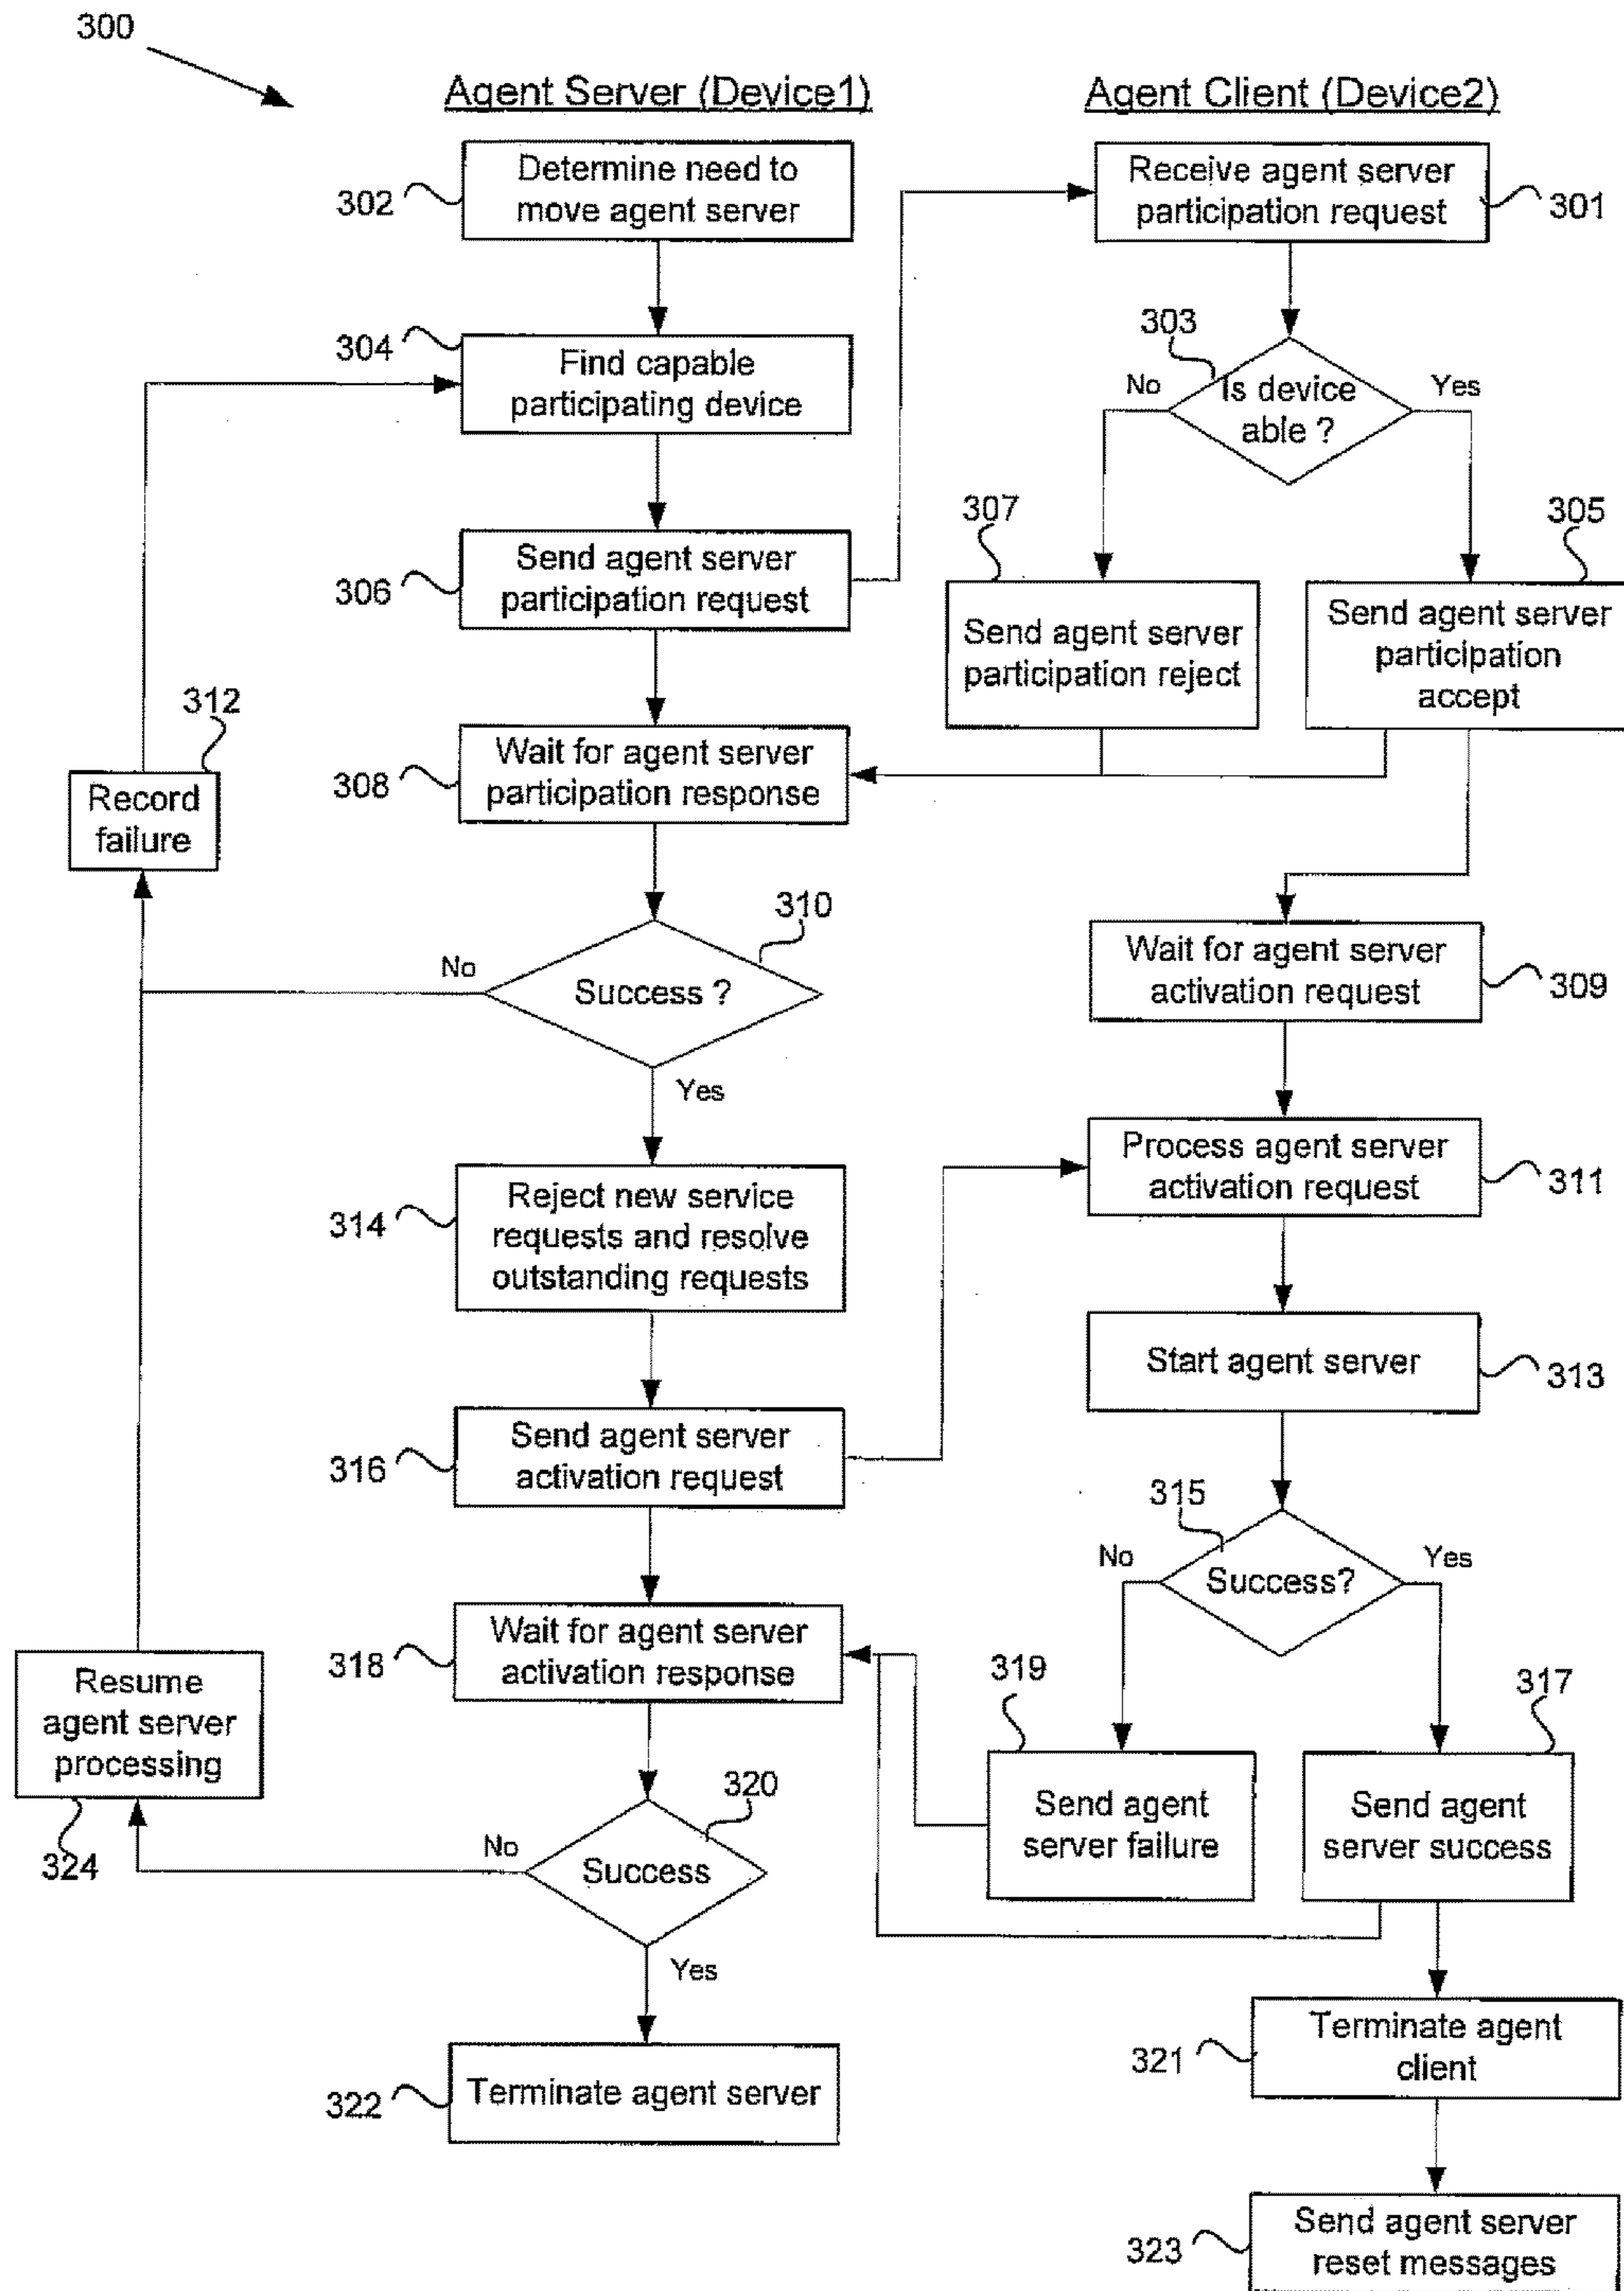 300
Agent Server (Device1)
Agent Client (Device2)
302
Determine need to
move agent server
Receive agent server
participation request
301
304
Find capable
participating device
303
No
Is device
able ?
Yes
306
Send agent server
participation request
307
Send agent server
participation reject
305
Send agent server
participation
accept
312
Record
failure
308
Wait for agent server
participation response
310
No
Success ?
Yes
Wait for agent server
activation request
309
314
Reject new service
requests and resolve
outstanding requests
Process agent server
activation request
311
Start agent server
313
316
Send agent server
activation request
315
No
Success?
Yes
318
Wait for agent server
activation response
Resume
agent server
processing
324
319
Send agent
server failure
317
Send agent
server success
320
No
Success
Yes
322
Terminate agent server
321
Terminate agent
client
323
Send agent server
reset messages